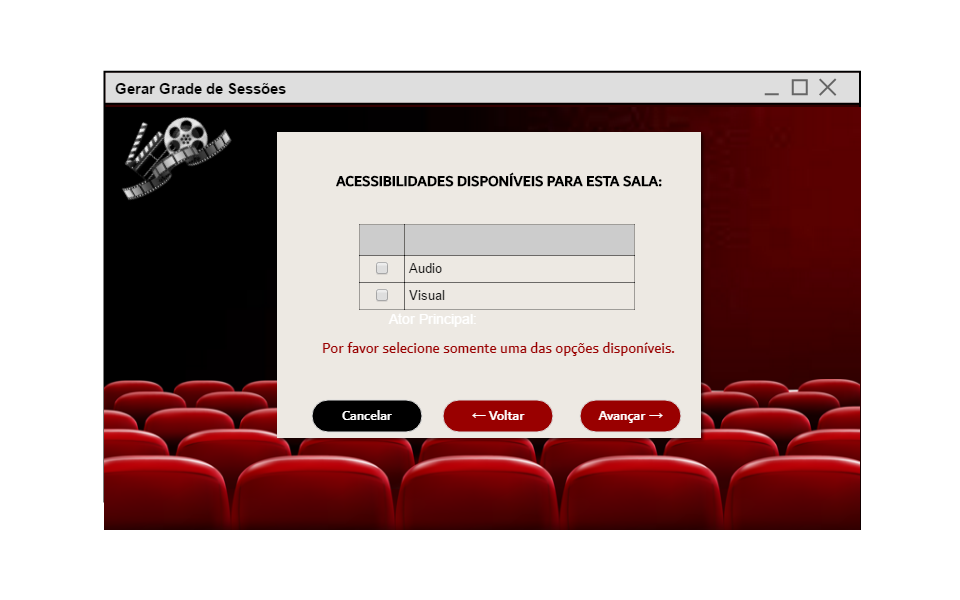 Gerar Grade de Sessões
ACESSIBILIDADES DISPONÍVEIS PARA ESTA SALA:
Audio
Visual
Ator Principal:
Por favor selecione somente uma das opções disponíveis.
Cancelar
← Voltar
Avançar →